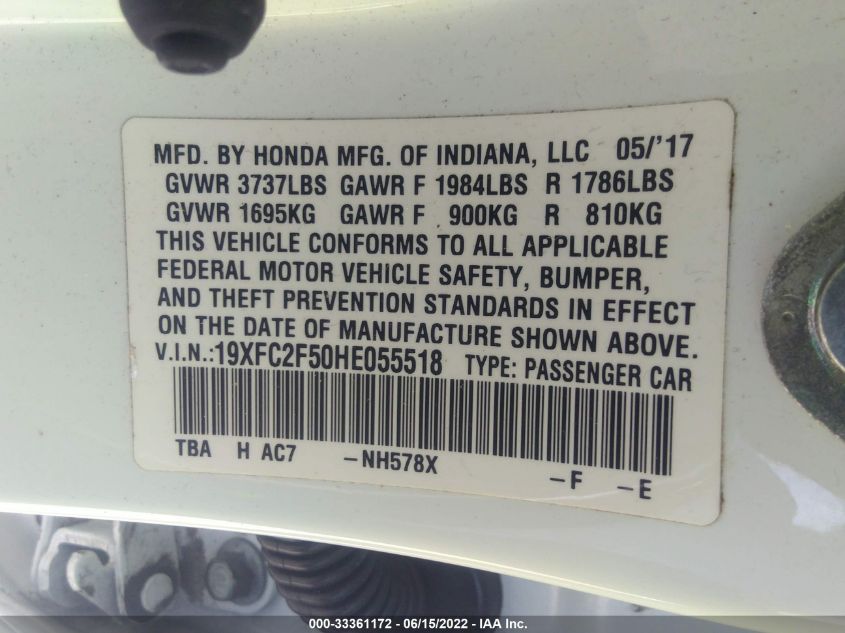 MFD. BY HONDA MFG. OF INDIANA, LLC 05/'17
GVWR 3737LBS GAWR F 1984LBS R 1786LBS
GVWR 1695KG GAWR F 900KG R 810KG
THIS VEHICLE CONFORMS TO ALL APPLICABLE
FEDERAL MOTOR VEHICLE SAFETY, BUMPER,
AND THEFT PREVENTION STANDARDS IN EFFECT
ON THE DATE OF MANUFACTURE SHOWN ABOVE.
V.I.N.:19XFC2F50HE055518 TYPE: PASSENGER CAR
TBA H AC7 -NH578X -F -E
000-33361172 - 06/15/2022 - IAA Inc.